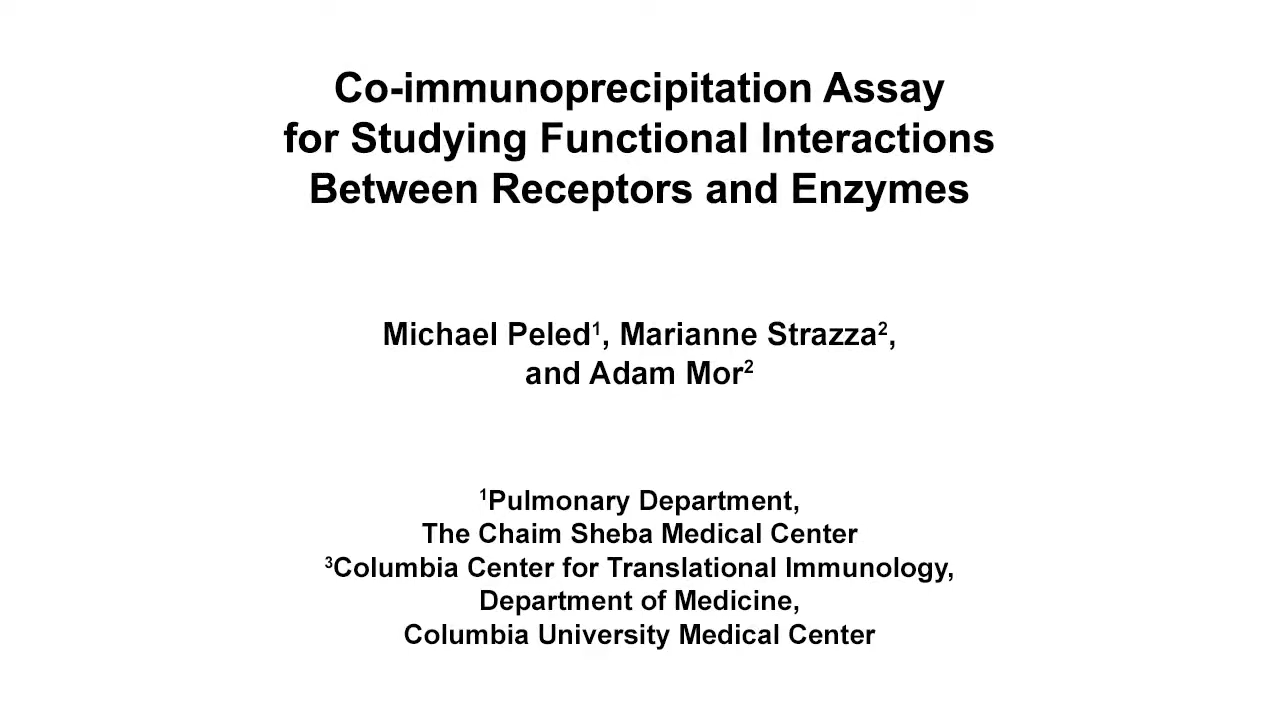 Co-immunoprecipitation Assay
for Studying Functional Interactions
Between Receptors and Enzymes
Michael Peled¹, Marianne Strazza²,
and Adam Mor²
¹Pulmonary Department,
The Chaim Sheba Medical Center
³Columbia Center for Translational Immunology,
Department of Medicine,
Columbia University Medical Center